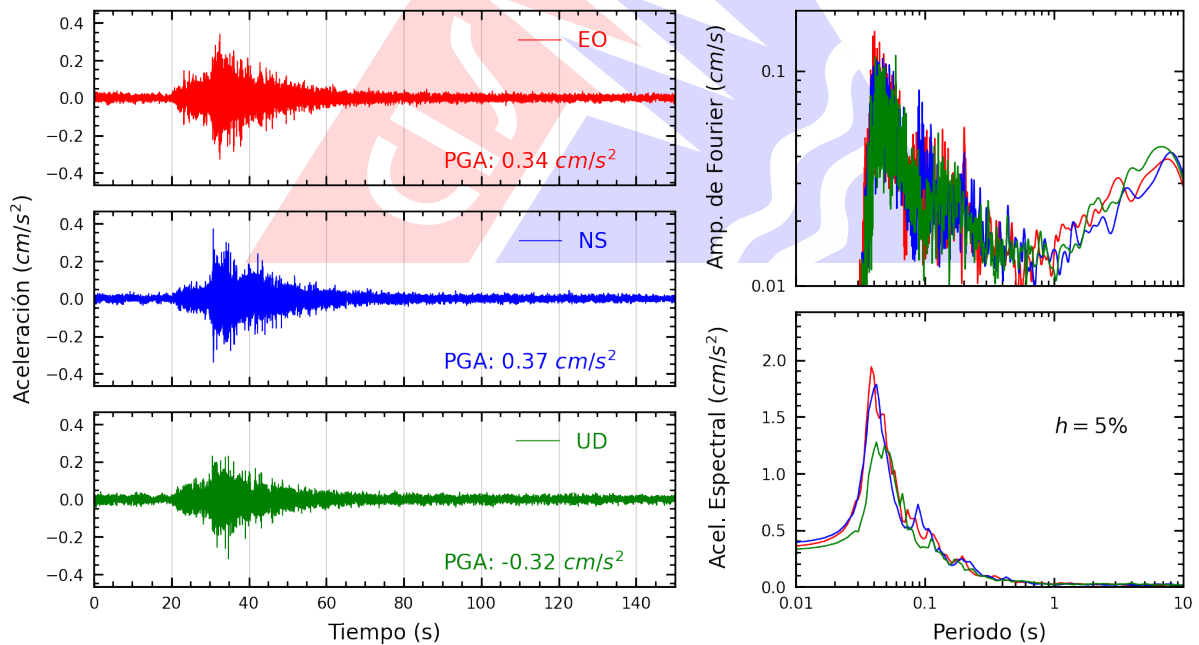 Aceleración (cm/s²)
0.4
0.2
0.0
−0.2
−0.4
EO
PGA: 0.34 cm/s²
0.4
0.2
0.0
−0.2
−0.4
NS
PGA: 0.37 cm/s²
0.4
0.2
0.0
−0.2
−0.4
UD
PGA: -0.32 cm/s²
0 20 40 60 80 100 120 140
Tiempo (s)
Amp. de Fourier (cm/s)
0.1
0.01
Acel. Espectral (cm/s²)
2.0
1.5
1.0
0.5
0.0
h = 5%
0.01 0.1 1 10
Periodo (s)